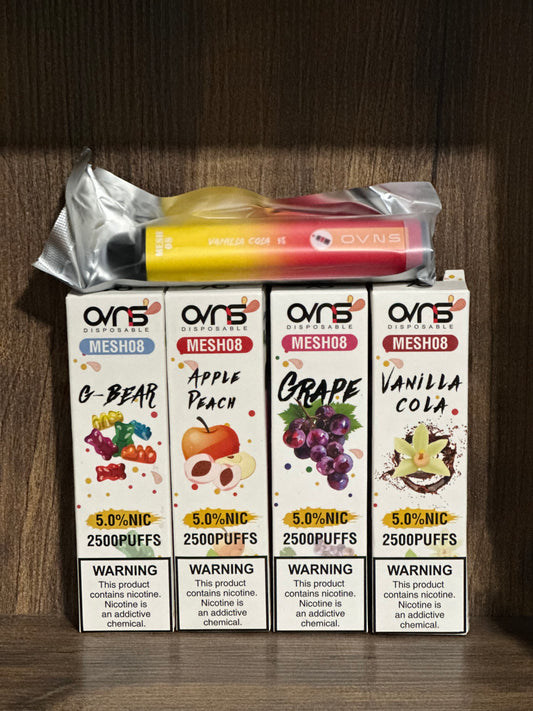 MESH
08
VANILLA COLA 5%
OVNS
OVNS
DISPOSABLE
MESH08
G-BEAR
5.0%NIC
2500PUFFS
WARNING
This product
contains nicotine.
Nicotine is
an addictive
chemical.
OVNS
DISPOSABLE
MESH08
APPLE
PEACH
5.0%NIC
2500PUFFS
WARNING
This product
contains nicotine.
Nicotine is
an addictive
chemical.
OVNS
DISPOSABLE
MESH08
GRAPE
5.0%NIC
2500PUFFS
WARNING
This product
contains nicotine.
Nicotine is
an addictive
chemical.
OVNS
DISPOSABLE
MESH08
VANILLA
COLA
5.0%NIC
2500PUFFS
WARNING
This product
contains nicotine.
Nicotine is
an addictive
chemical.